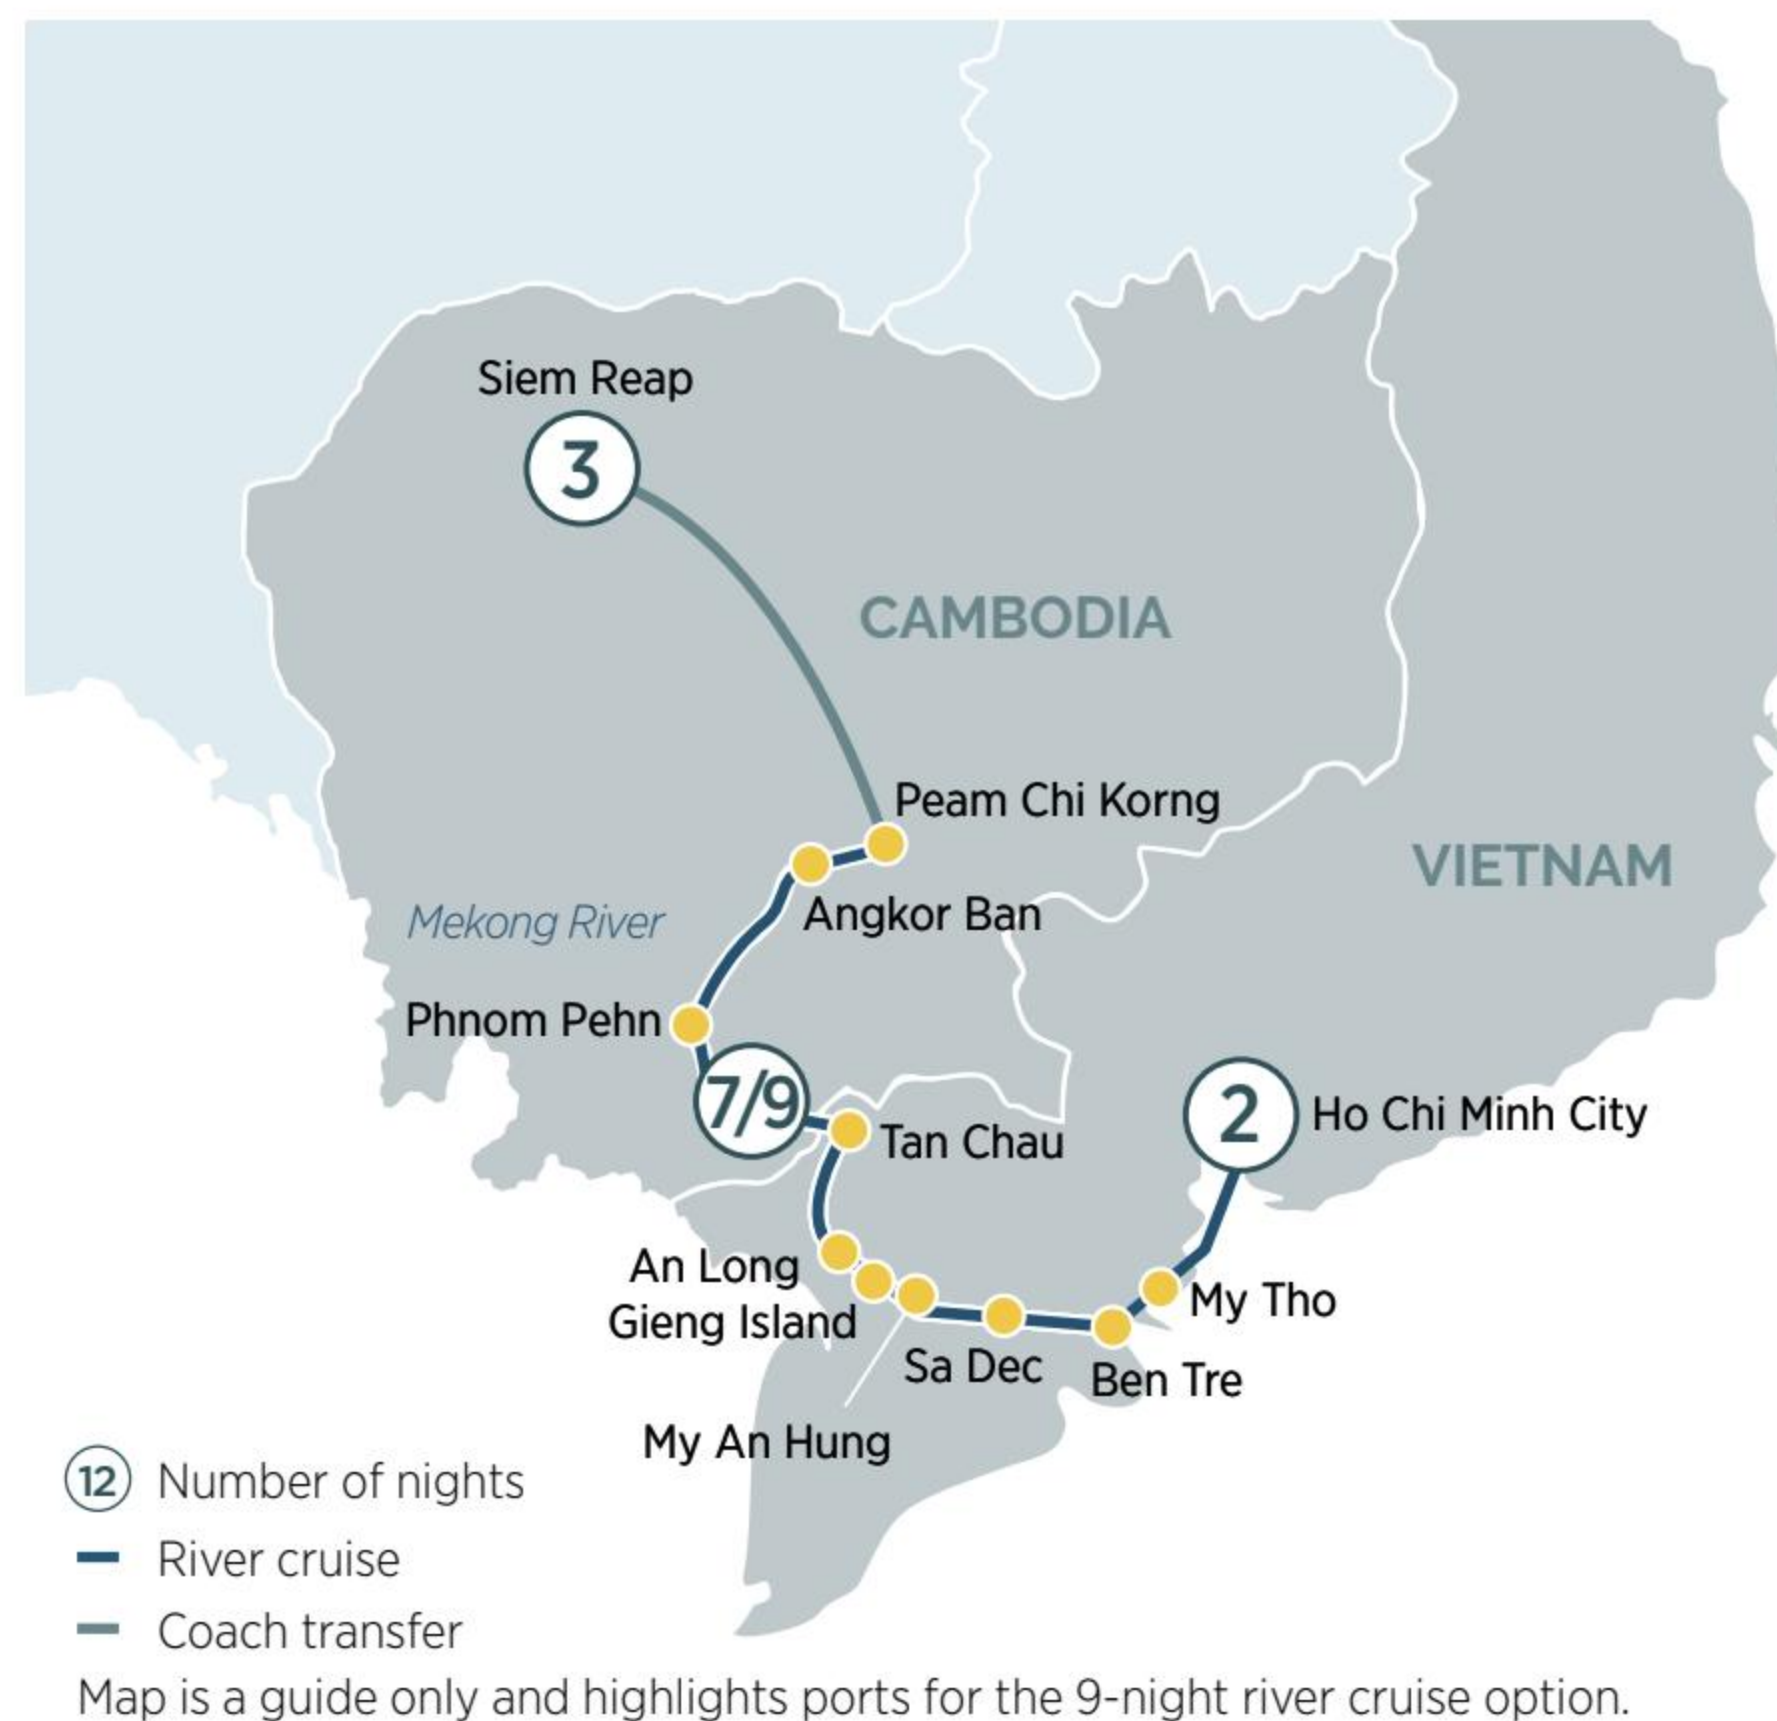 Siem Reap
3
CAMBODIA
Peam Chi Korng
VIETNAM
Angkor Ban
Mekong River
Phnom Pehn
7/9
2
Ho Chi Minh City
Tan Chau
An Long
Gieng Island
My Tho
Sa Dec
Ben Tre
My An Hung
12 Number of nights
River cruise
Coach transfer
Map is a guide only and highlights ports for the 9-night river cruise option.